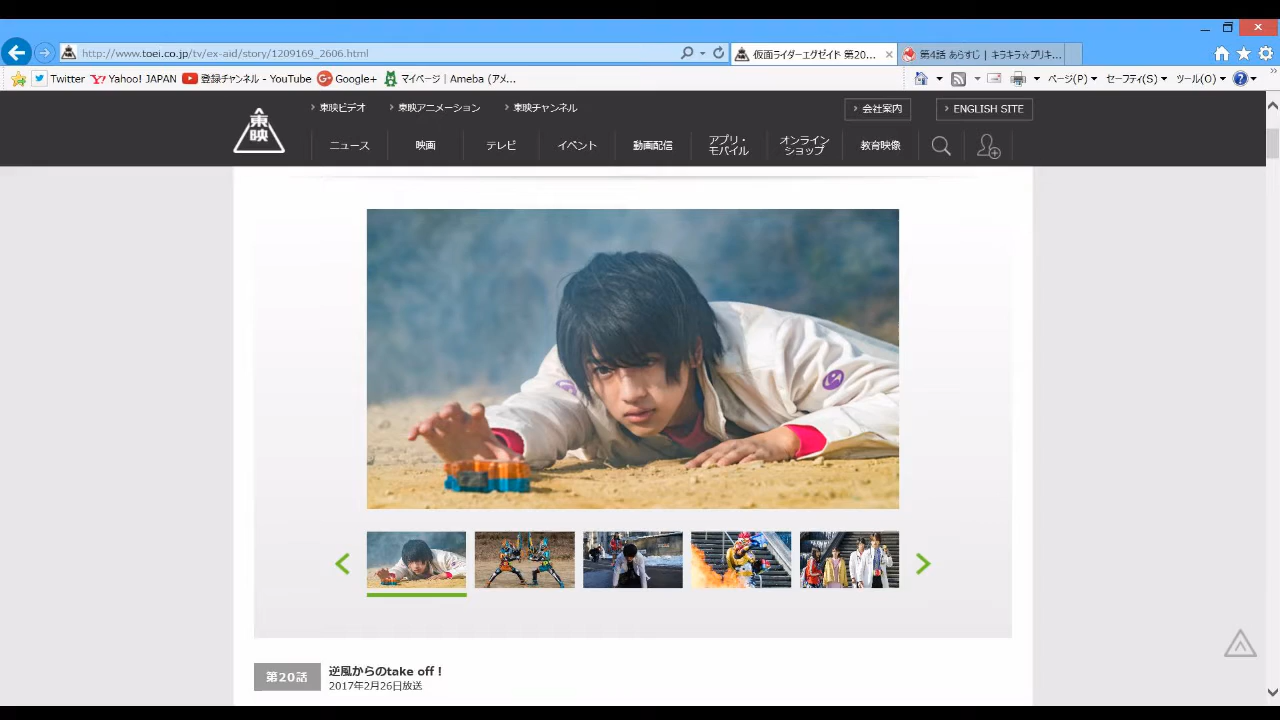 http://www.toei.co.jp/tv/ex-aid/story/1209169_2606.html
仮面ライダーエグゼイド 第20...
第4話 あらすじ | キラキラ☆プリキ...
Twitter
Yahoo! JAPAN
登録チャンネル - YouTube
Google+
マイページ | Ameba (アメ...
ページ(P)
セーフティ(S)
ツール(O)
東映
東映ビデオ
東映アニメーション
東映チャンネル
会社案内
ENGLISH SITE
ニュース
映画
テレビ
イベント
動画配信
アプリ・
モバイル
オンライン
ショップ
教育映像
第20話
逆風からのtake off！
2017年2月26日放送